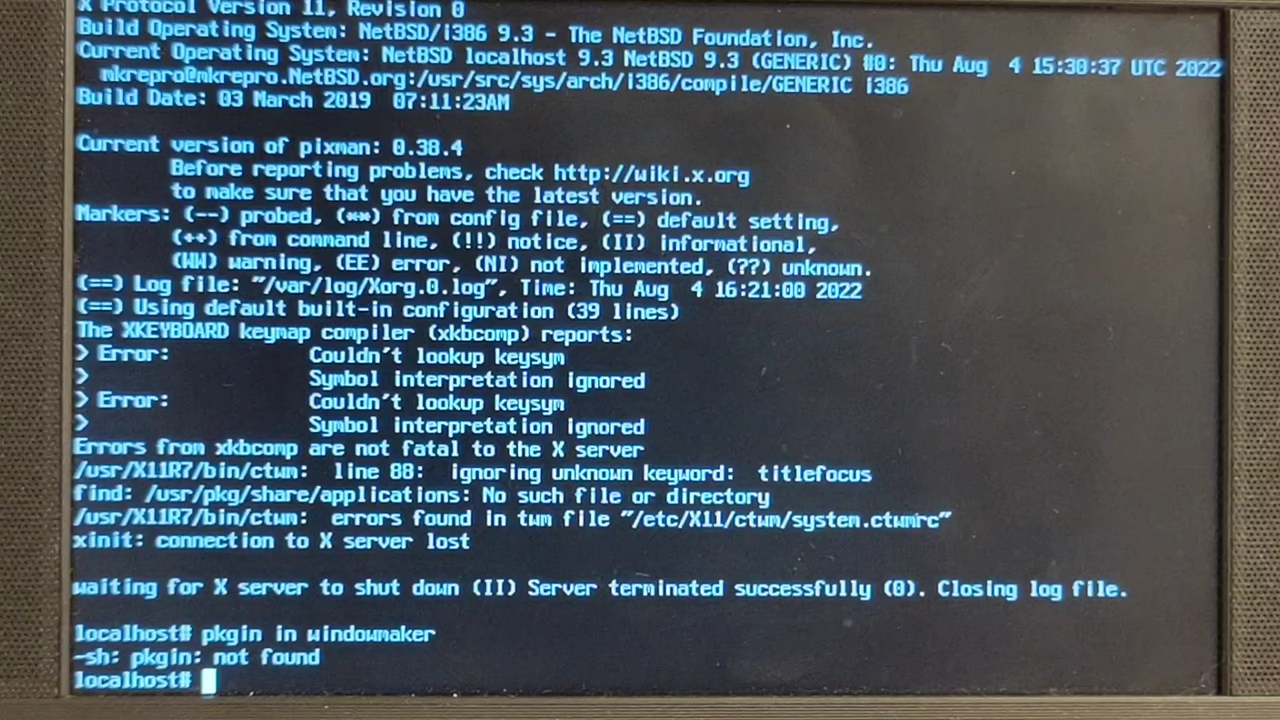 X Protocol Version 11, Revision 0
Build Operating System: NetBSD/i386 9.3 - The NetBSD Foundation, Inc.
Current Operating System: NetBSD localhost 9.3 NetBSD 9.3 (GENERIC) #0: Thu Aug  4 15:30:37 UTC 2022
mkrepro@mkrepro.NetBSD.org:/usr/src/sys/arch/i386/compile/GENERIC i386
Build Date: 03 March 2019  07:11:23AM
Current version of pixman: 0.38.4
Before reporting problems, check http://wiki.x.org
to make sure that you have the latest version.
Markers: (--) probed, (**) from config file, (==) default setting,
(++) from command line, (!!) notice, (II) informational,
(WW) warning, (EE) error, (NI) not implemented, (??) unknown.
(==) Log file: "/var/log/Xorg.0.log", Time: Thu Aug  4 16:21:00 2022
(==) Using default built-in configuration (39 lines)
The XKEYBOARD keymap compiler (xkbcomp) reports:
> Error:            Couldn't lookup keysym
>                   Symbol interpretation ignored
> Error:            Couldn't lookup keysym
>                   Symbol interpretation ignored
Errors from xkbcomp are not fatal to the X server
/usr/X11R7/bin/ctwm:  line 88:  ignoring unknown keyword:  titlefocus
find: /usr/pkg/share/applications: No such file or directory
/usr/X11R7/bin/ctwm:  errors found in twm file "/etc/X11/ctwm/system.ctwmrc"
xinit: connection to X server lost
waiting for X server to shut down (II) Server terminated successfully (0). Closing log file.
localhost# pkgin in windowmaker
-sh: pkgin: not found
localhost#